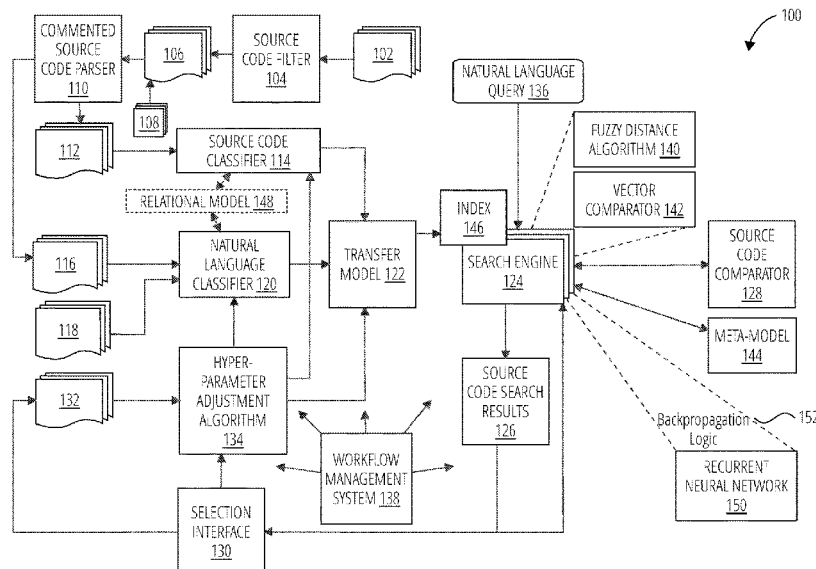 100
COMMENTED
SOURCE
CODE PARSER
110
106
SOURCE
CODE FILTER
104
102
108
NATURAL LANGUAGE
QUERY 136
FUZZY DISTANCE
ALGORITHM 140
112
SOURCE CODE
CLASSIFIER 114
RELATIONAL MODEL 148
VECTOR
COMPARATOR 142
INDEX
146
116
NATURAL
LANGUAGE
CLASSIFIER 120
TRANSFER
MODEL 122
SEARCH ENGINE
124
SOURCE
CODE
COMPARATOR
128
118
META-MODEL
144
132
HYPER-
PARAMETER
ADJUSTMENT
ALGORITHM
134
SOURCE
CODE SEARCH
RESULTS
126
152
Backpropagation
Logic
WORKFLOW
MANAGEMENT
SYSTEM 138
RECURRENT
NEURAL NETWORK
150
SELECTION
INTERFACE
130